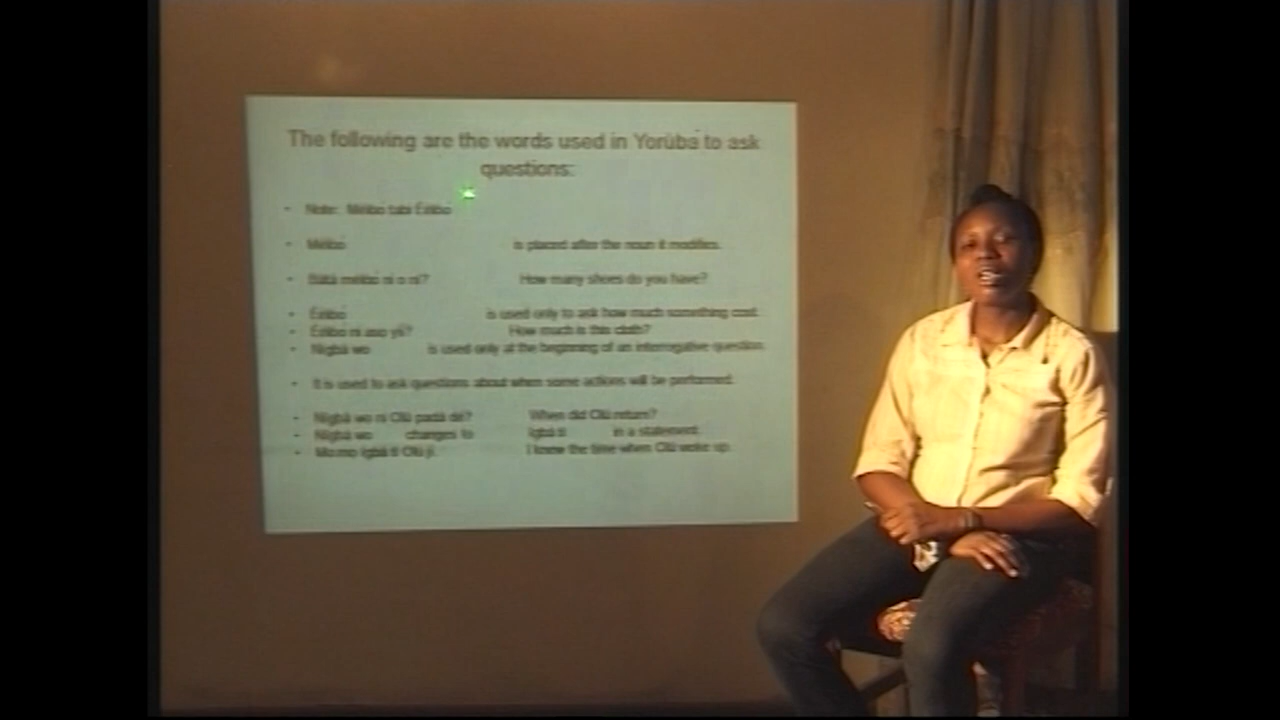 The following are the words used in Yorùbá to ask
questions:
• Note: Mélòó tàbí Èélòó
• Mélòó is placed after the noun it modifies.
• Bàtà mélòó ni o ní? How many shoes do you have?
• Èélòó is used only to ask how much something cost.
• Èélòó ni aṣọ yìí? How much is this cloth?
• Nígbà wo is used only at the beginning of an interrogative question.
• It is used to ask questions about when some actions will be performed.
• Nígbà wo ni Olú padà dé? When did Olú return?
• Nígbà wo changes to Ìgbà tí in a statement.
• Mo mọ ìgbà tí Olú jí. I know the time when Olú woke up.